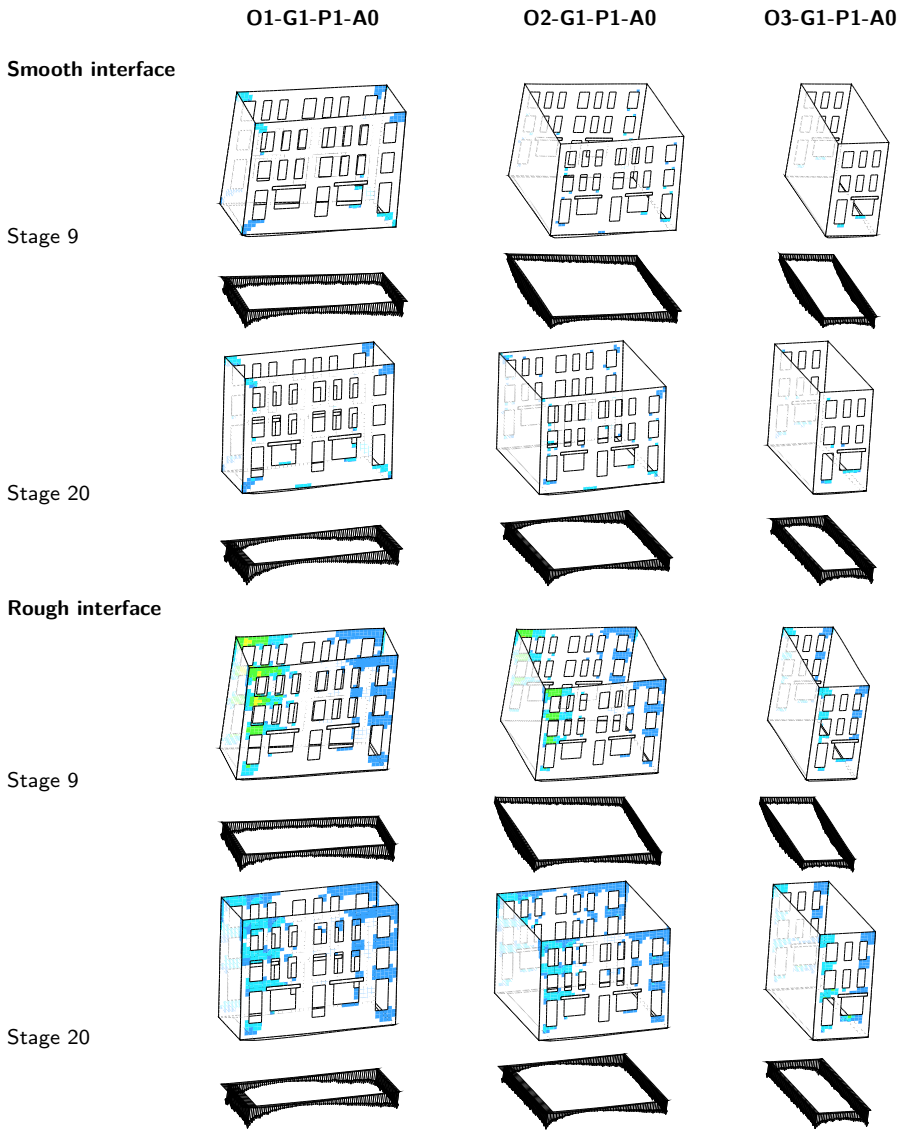 O1-G1-P1-A0 O2-G1-P1-A0 O3-G1-P1-A0
Smooth interface
Stage 9
Stage 20
Rough interface
Stage 9
Stage 20